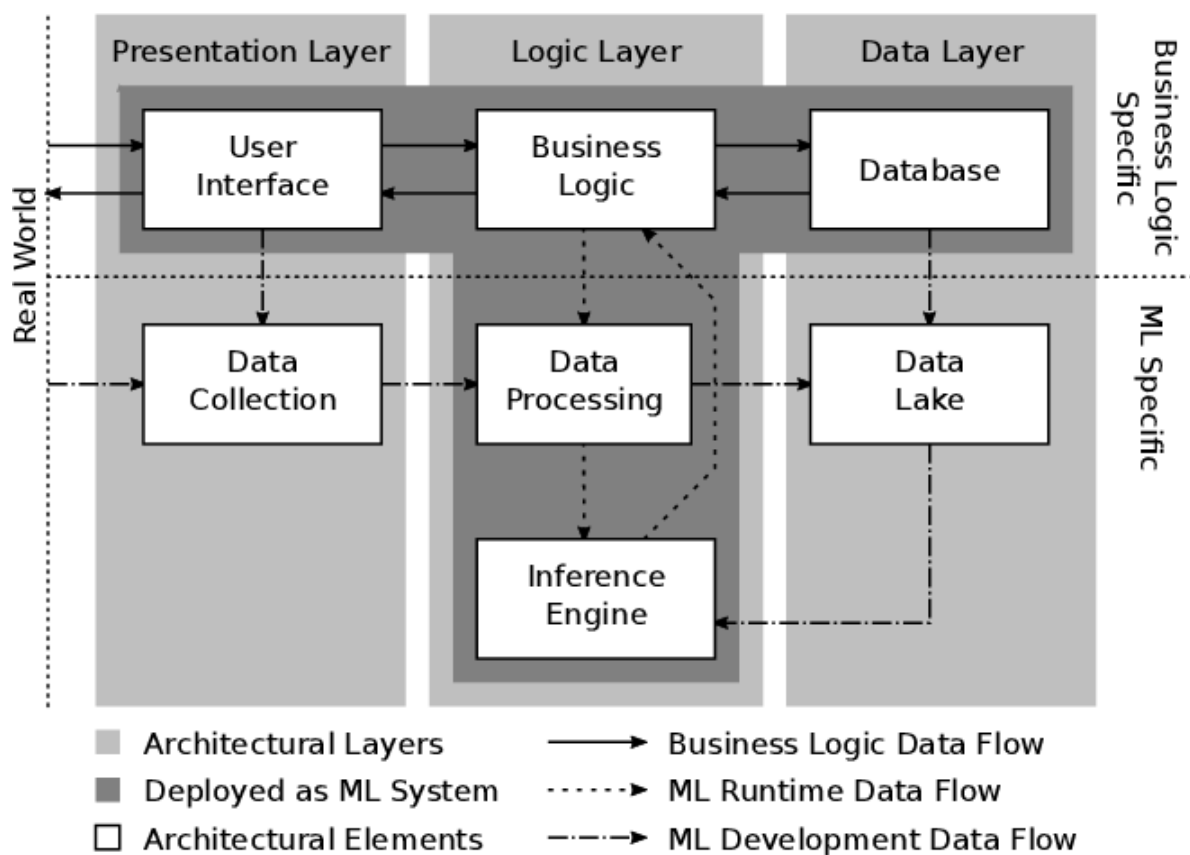 Presentation Layer
Logic Layer
Data Layer
Business Logic
Specific
User
Interface
Business
Logic
Database
Real World
Data
Collection
Data
Processing
Data
Lake
ML Specific
Inference
Engine
Architectural Layers
Business Logic Data Flow
Deployed as ML System
ML Runtime Data Flow
Architectural Elements
ML Development Data Flow